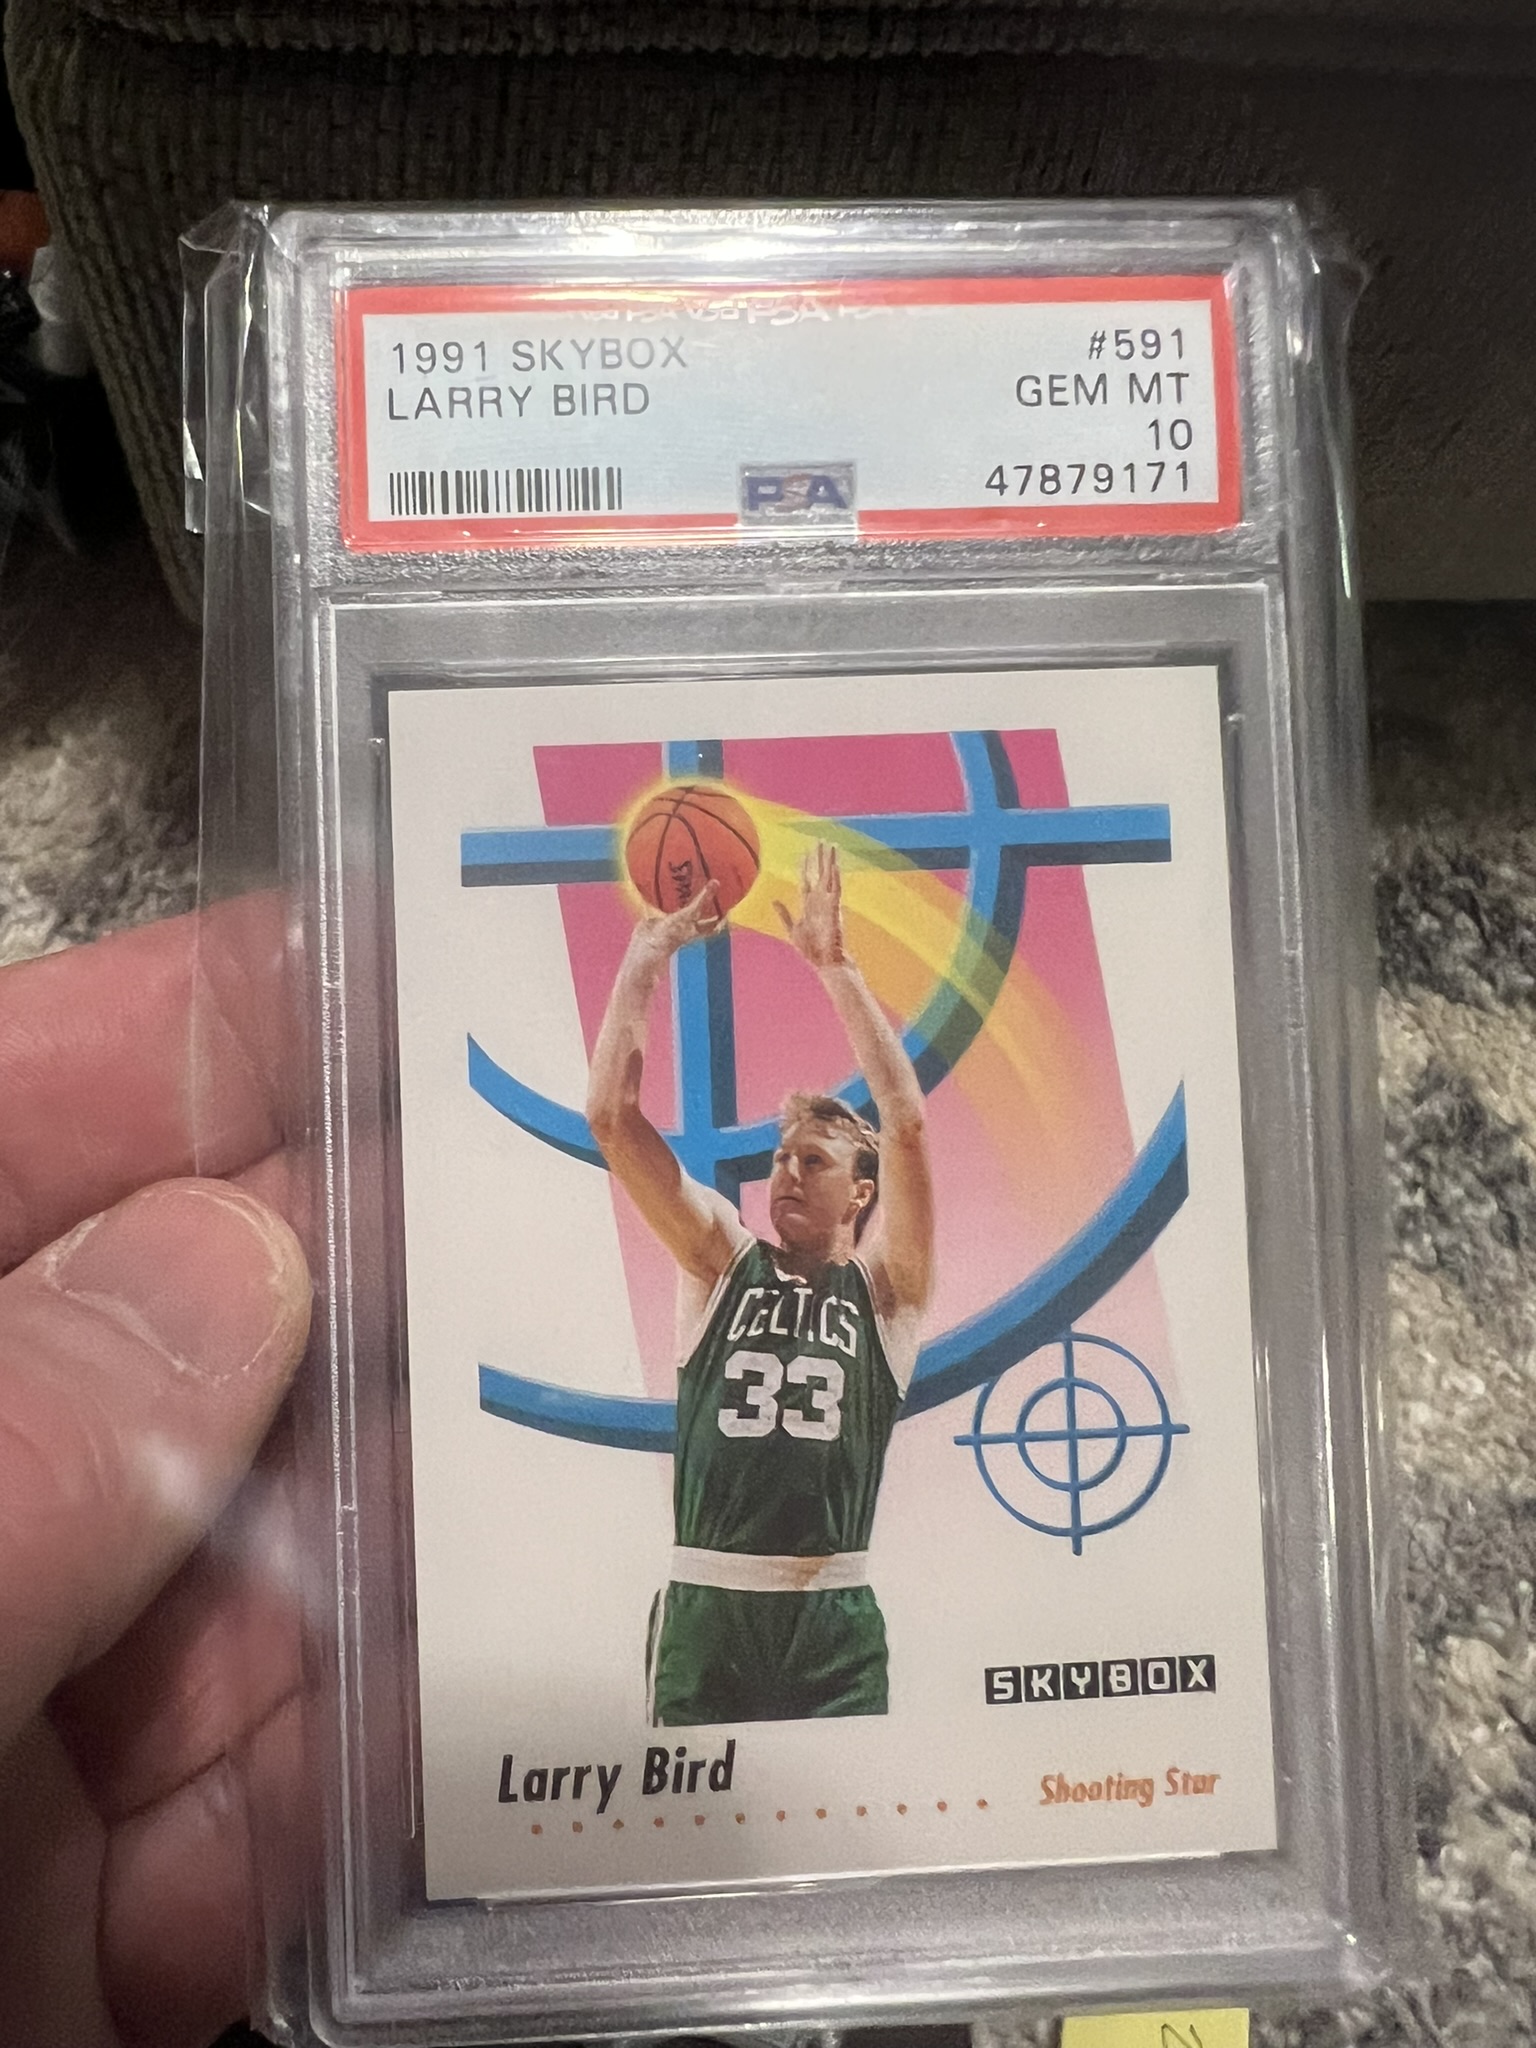 1991 SKYBOX #591
LARRY BIRD GEM MT
10
PSA 47879171
CELTICS
33
SKYBOX
Larry Bird
Shooting Star